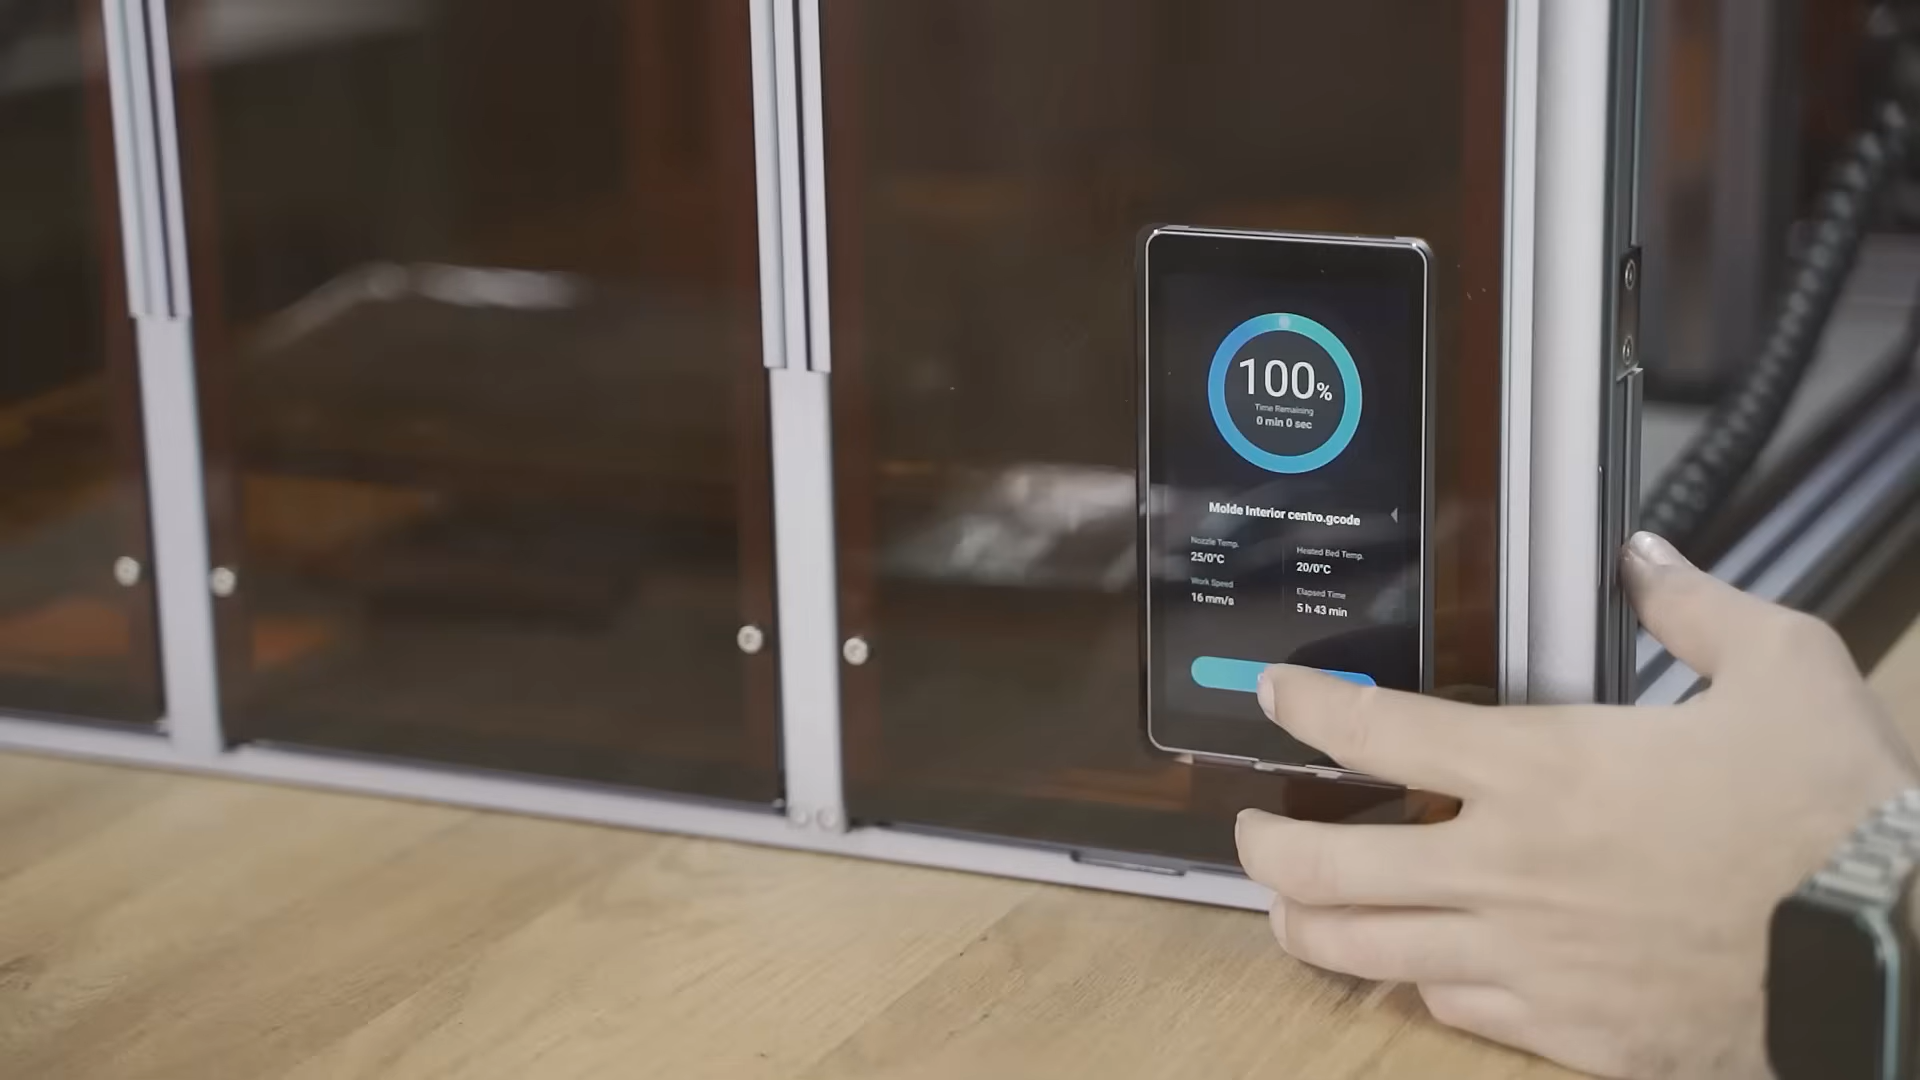 100%
Time Remaining
0 min 0 sec
Molde Interior centro.gcode
Nozzle Temp.
25/0°C
Heated Bed Temp.
20/0°C
Work Speed
16 mm/s
Elapsed Time
5 h 43 min